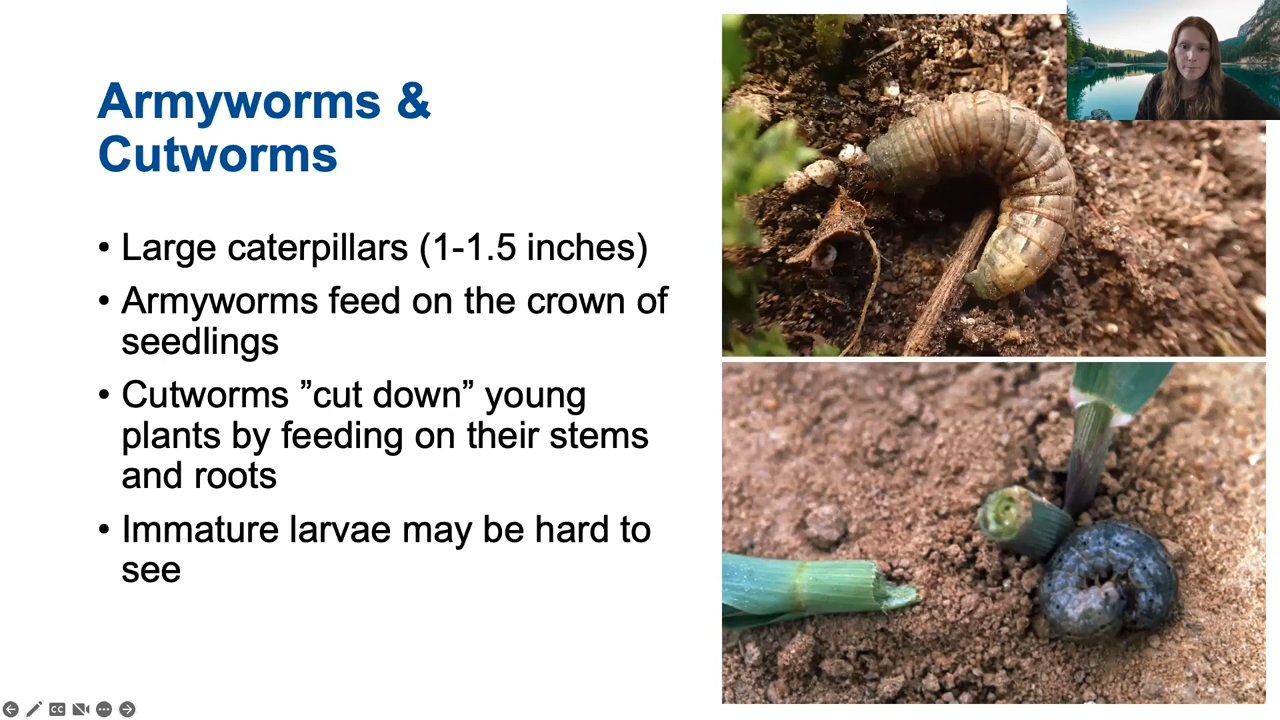 Armyworms &
Cutworms
• Large caterpillars (1-1.5 inches)
• Armyworms feed on the crown of
seedlings
• Cutworms ”cut down” young
plants by feeding on their stems
and roots
• Immature larvae may be hard to
see
CC